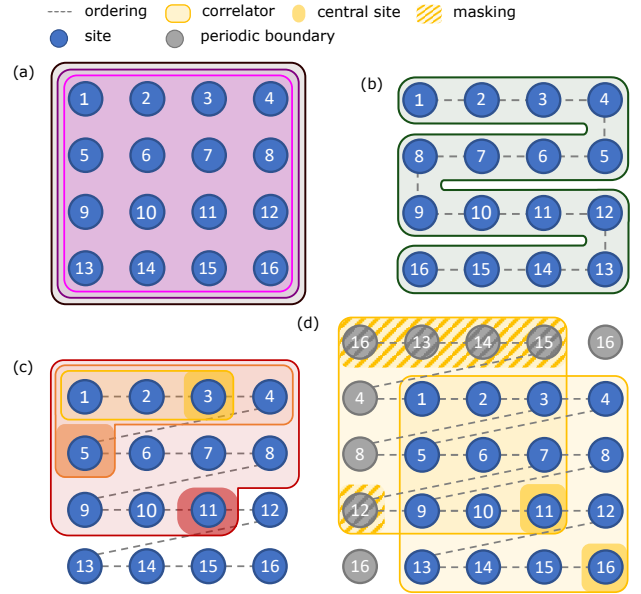 ordering correlator central site masking
site periodic boundary
(a)
1 2 3 4
5 6 7 8
9 10 11 12
13 14 15 16
(b)
1 2 3 4
8 7 6 5
9 10 11 12
16 15 14 13
(c)
1 2 3 4
5 6 7 8
9 10 11 12
13 14 15 16
(d)
16 13 14 15 16
4 1 2 3 4
8 5 6 7 8
12 9 10 11 12
16 13 14 15 16